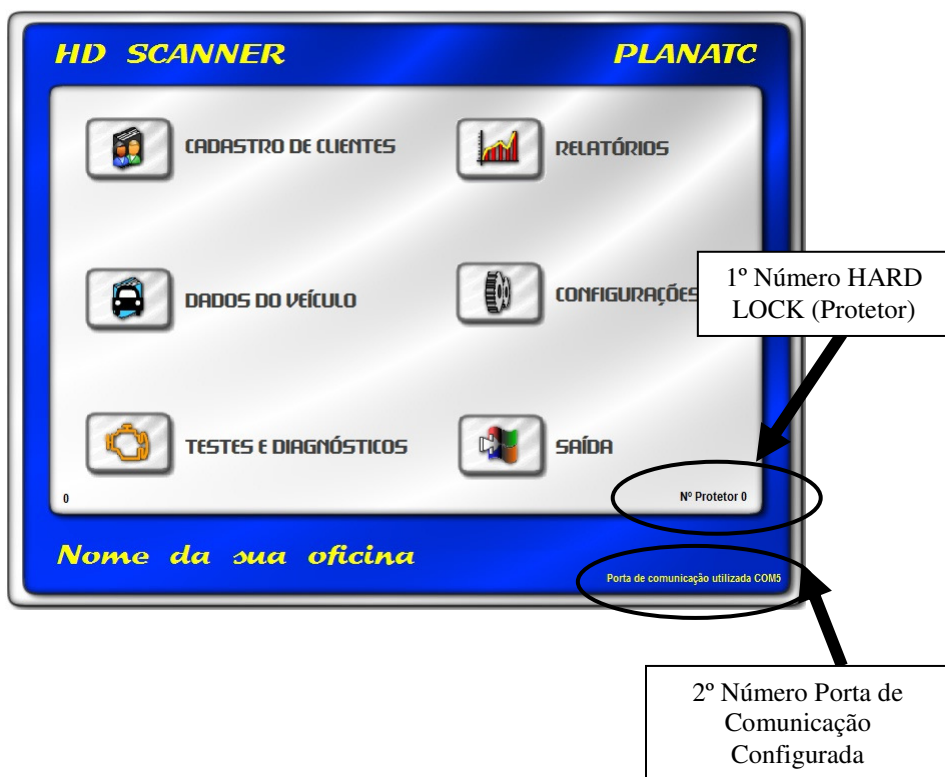 HD SCANNER
PLANATC
CADASTRO DE CLIENTES
RELATÓRIOS
DADOS DO VEÍCULO
CONFIGURAÇÕES
1º Número HARD
LOCK (Protetor)
TESTES E DIAGNÓSTICOS
SAÍDA
0
Nº Protetor 0
Nome da sua oficina
Porta de comunicação utilizada COM5
2º Número Porta de
Comunicação
Configurada